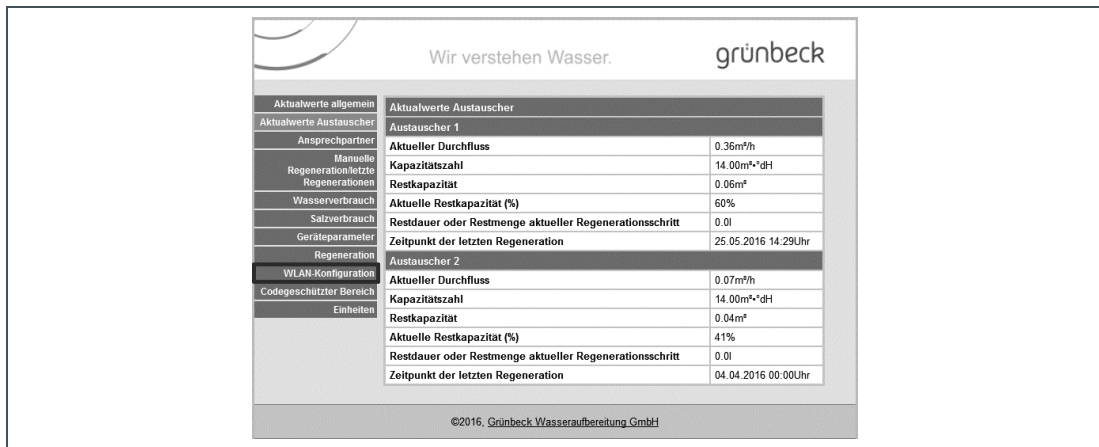 Wir verstehen Wasser.
grünbeck
Aktualwerte allgemein
Aktualwerte Austauscher
Ansprechpartner
Manuelle
Regeneration/letzte
Regenerationen
Wasserverbrauch
Salzverbrauch
Geräteparameter
Regeneration
WLAN-Konfiguration
Codegeschützter Bereich
Einheiten
Aktualwerte Austauscher
Austauscher 1
Aktueller Durchfluss 0.36m³/h
Kapazitätszahl 14.00m³•°dH
Restkapazität 0.06m³
Aktuelle Restkapazität (%) 60%
Restdauer oder Restmenge aktueller Regenerationsschritt 0.0l
Zeitpunkt der letzten Regeneration 25.05.2016 14:29Uhr
Austauscher 2
Aktueller Durchfluss 0.07m³/h
Kapazitätszahl 14.00m³•°dH
Restkapazität 0.04m³
Aktuelle Restkapazität (%) 41%
Restdauer oder Restmenge aktueller Regenerationsschritt 0.0l
Zeitpunkt der letzten Regeneration 04.04.2016 00:00Uhr
©2016, Grünbeck Wasseraufbereitung GmbH